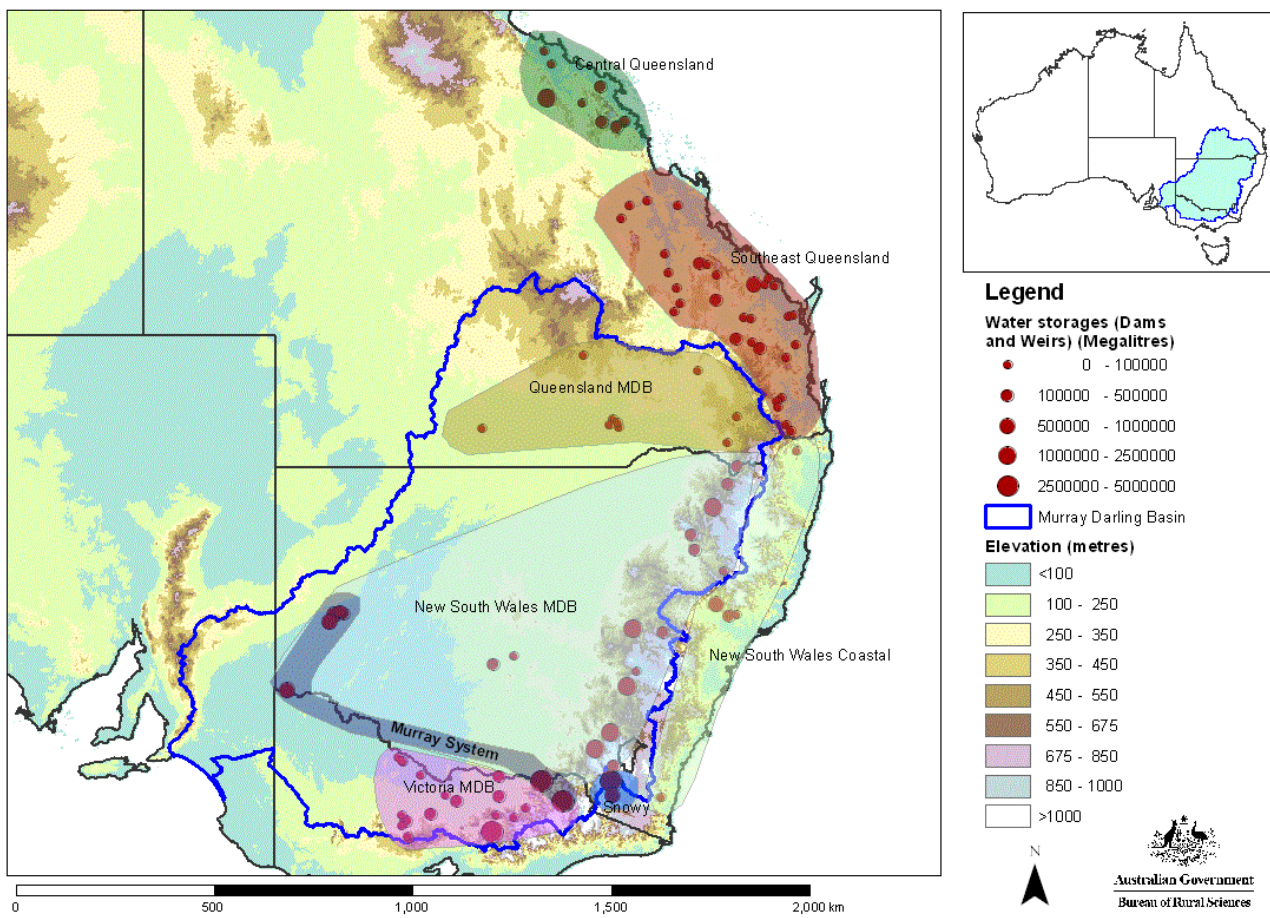 Central Queensland
Southeast Queensland
Queensland MDB
New South Wales MDB
New South Wales Coastal
Murray System
Victoria MDB
Snowy
0 500 1,000 1,500 2,000 km
Legend
Water storages (Dams
and Weirs) (Megalitres)
0 - 100000
100000 - 500000
500000 - 1000000
1000000 - 2500000
2500000 - 5000000
Murray Darling Basin
Elevation (metres)
<100
100 - 250
250 - 350
350 - 450
450 - 550
550 - 675
675 - 850
850 - 1000
>1000
N
Australian Government
Bureau of Rural Sciences